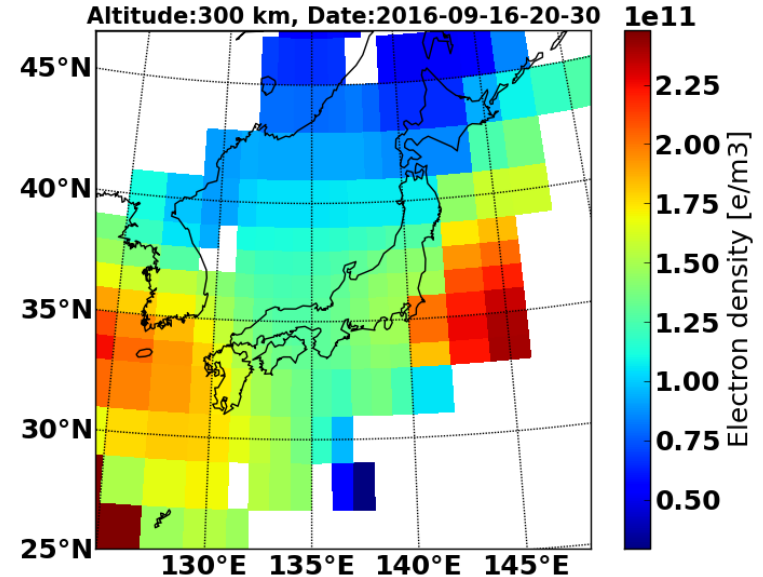 Altitude:300 km, Date:2016-09-16-20-30
1e11
45°N
40°N
35°N
30°N
25°N
130°E
135°E
140°E
145°E
2.25
2.00
1.75
1.50
1.25
1.00
0.75
0.50
Electron density [e/m3]